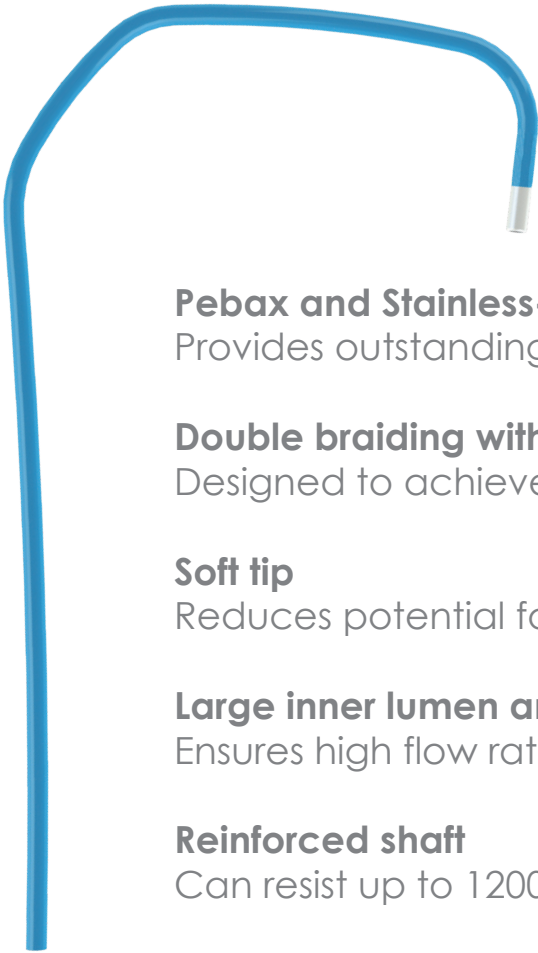 Pebax and Stainless-
Provides outstanding
Double braiding with
Designed to achieve
Soft tip
Reduces potential fo
Large inner lumen an
Ensures high flow rat
Reinforced shaft
Can resist up to 1200